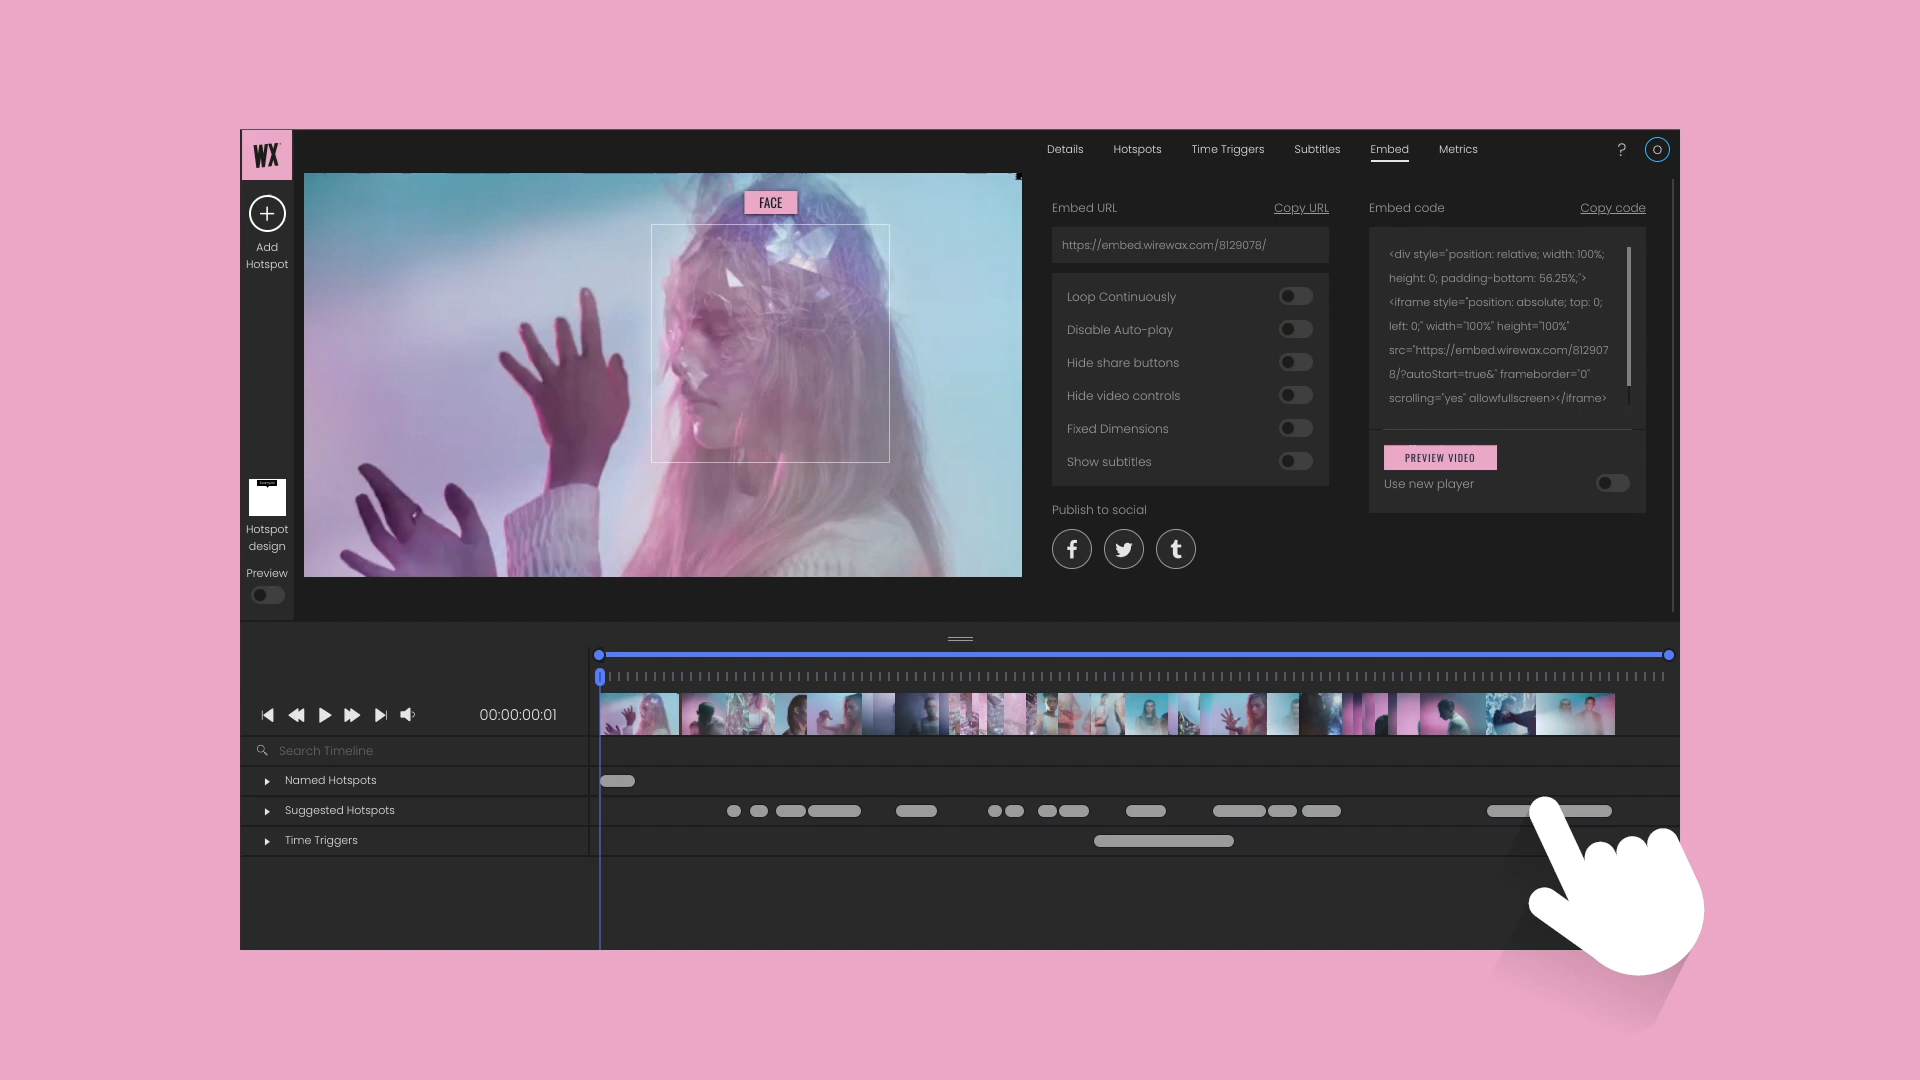 WX
Details Hotspots Time Triggers Subtitles Embed Metrics ? O
Add
Hotspot
Hotspot
design
Preview
FACE
Embed URL Copy URL
https://embed.wirewax.com/8129078/
Loop Continuously
Disable Auto-play
Hide share buttons
Hide video controls
Fixed Dimensions
Show subtitles
Publish to social
Embed code Copy code
<div style="position: relative; width: 100%;
height: 0; padding-bottom: 56.25%;">
<iframe style="position: absolute; top: 0;
left: 0;" width="100%" height="100%"
src="https://embed.wirewax.com/812907
8/?autoStart=true&" frameborder="0"
scrolling="yes" allowfullscreen></iframe>
PREVIEW VIDEO
Use new player
00:00:00:01
Search Timeline
Named Hotspots
Suggested Hotspots
Time Triggers